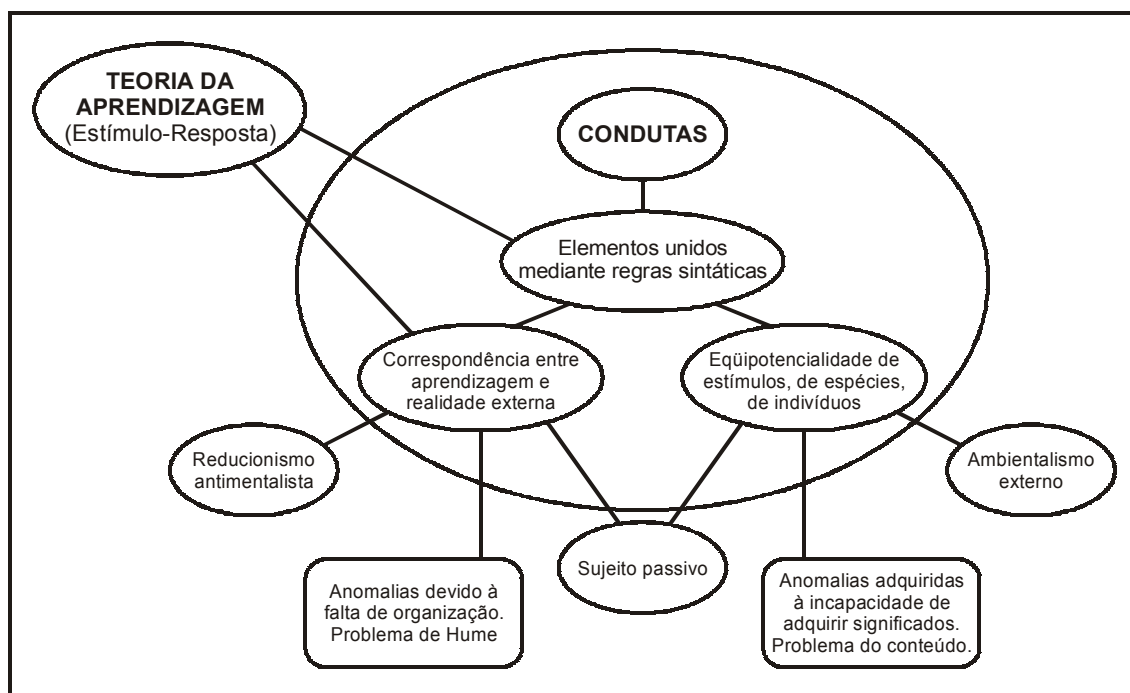 TEORIA DA
APRENDIZAGEM
(Estímulo-Resposta)
CONDUTAS
Elementos unidos
mediante regras sintáticas
Correspondência entre
aprendizagem e
realidade externa
Eqüipotencialidade de
estímulos, de espécies,
de indivíduos
Reducionismo
antimentalista
Ambientalismo
externo
Sujeito passivo
Anomalias devido à
falta de organização.
Problema de Hume
Anomalias adquiridas
à incapacidade de
adquirir significados.
Problema do conteúdo.